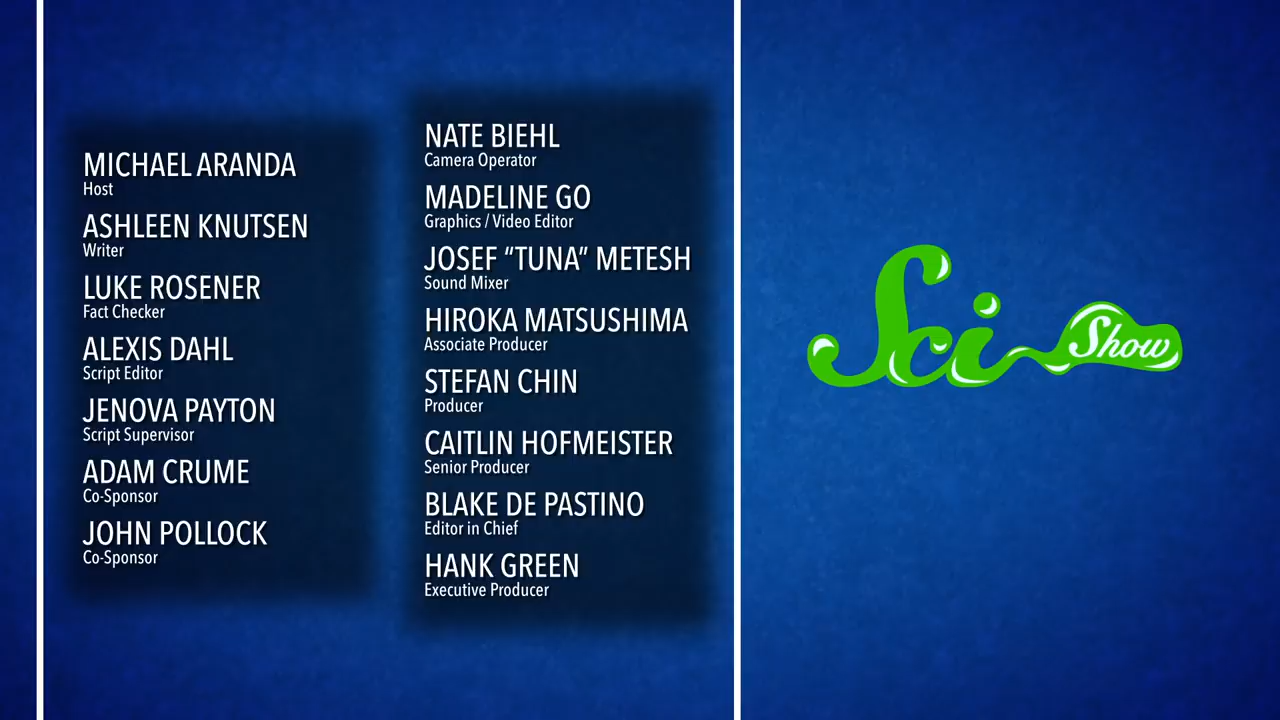 MICHAEL ARANDA
Host
ASHLEEN KNUTSEN
Writer
LUKE ROSENER
Fact Checker
ALEXIS DAHL
Script Editor
JENOVA PAYTON
Script Supervisor
ADAM CRUME
Co-Sponsor
JOHN POLLOCK
Co-Sponsor
NATE BIEHL
Camera Operator
MADELINE GO
Graphics / Video Editor
JOSEF “TUNA” METESH
Sound Mixer
HIROKA MATSUSHIMA
Associate Producer
STEFAN CHIN
Producer
CAITLIN HOFMEISTER
Senior Producer
BLAKE DE PASTINO
Editor in Chief
HANK GREEN
Executive Producer
Sci Show